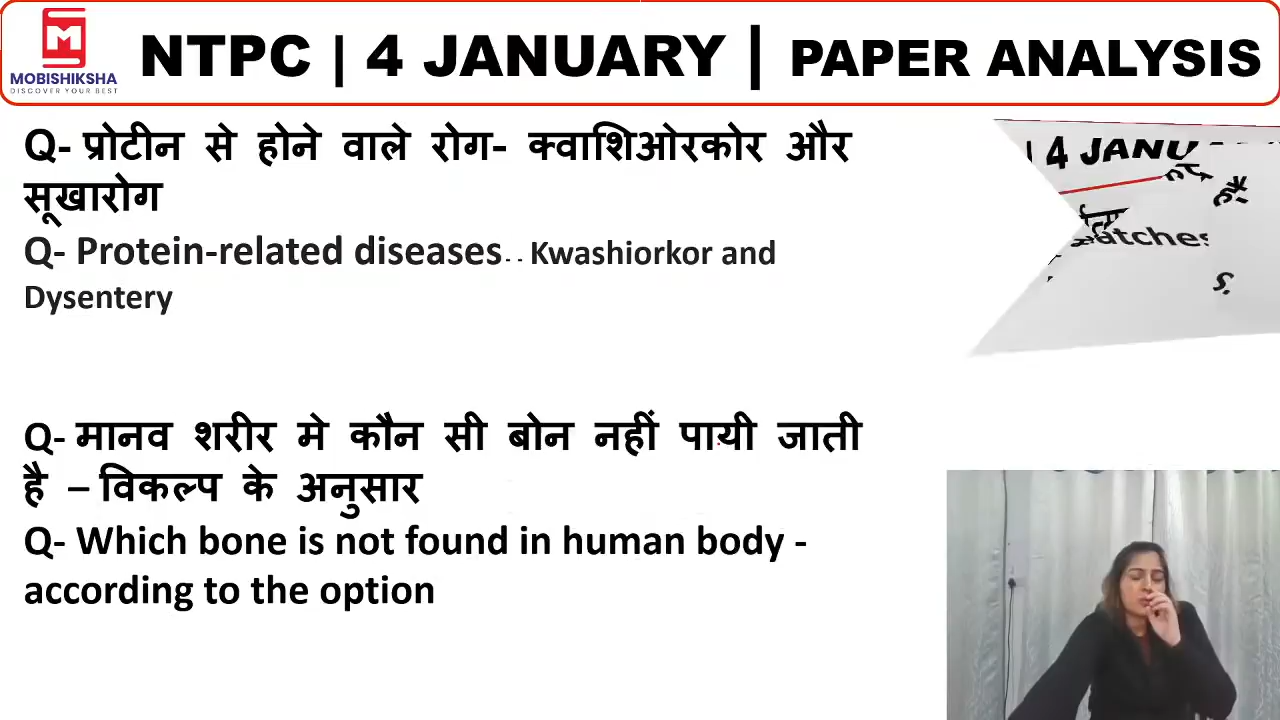 MOBISHIKSHA
DISCOVER YOUR BEST
NTPC | 4 JANUARY | PAPER ANALYSIS
Q- प्रोटीन से होने वाले रोग- क्वाशिओरकोर और
सूखारोग
Q- Protein-related diseases-- Kwashiorkor and
Dysentery
| 4 JANU
atches
S.
Q- मानव शरीर मे कौन सी बोन नहीं पायी जाती
है – विकल्प के अनुसार
Q- Which bone is not found in human body -
according to the option